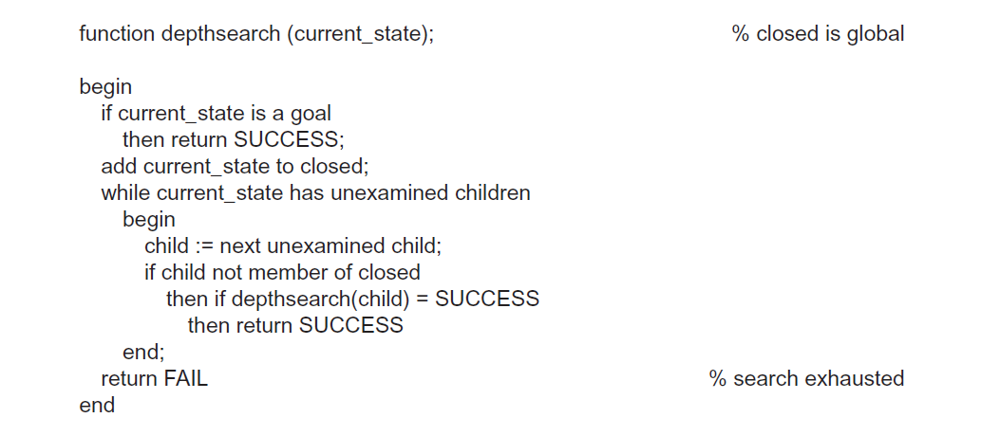 function depthsearch (current_state); % closed is global
begin
if current_state is a goal
then return SUCCESS;
add current_state to closed;
while current_state has unexamined children
begin
child := next unexamined child;
if child not member of closed
then if depthsearch(child) = SUCCESS
then return SUCCESS
end;
return FAIL % search exhausted
end